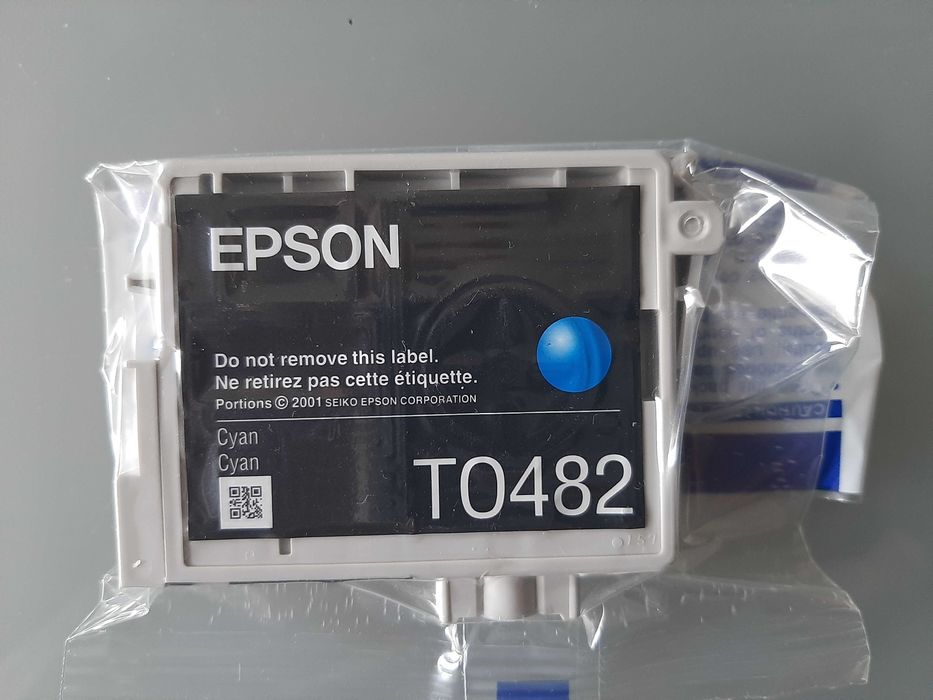 EPSON
Do not remove this label.
Ne retirez pas cette étiquette.
Portions © 2001 SEIKO EPSON CORPORATION
Cyan
Cyan
T0482